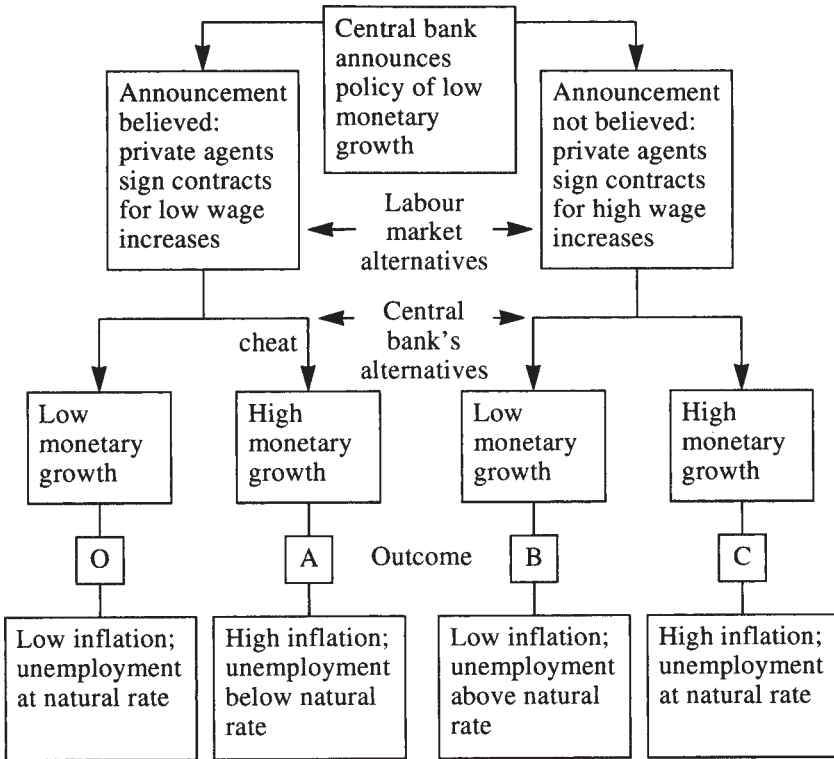 Central bank
announces
policy of low
monetary
growth
Announcement
believed:
private agents
sign contracts
for low wage
increases
Announcement
not believed:
private agents
sign contracts
for high wage
increases
Labour
market
alternatives
cheat
Central
bank's
alternatives
Low
monetary
growth
High
monetary
growth
Low
monetary
growth
High
monetary
growth
O
A
Outcome
B
C
Low inflation;
unemployment
at natural rate
High inflation;
unemployment
below natural
rate
Low inflation;
unemployment
above natural
rate
High inflation;
unemployment
at natural rate